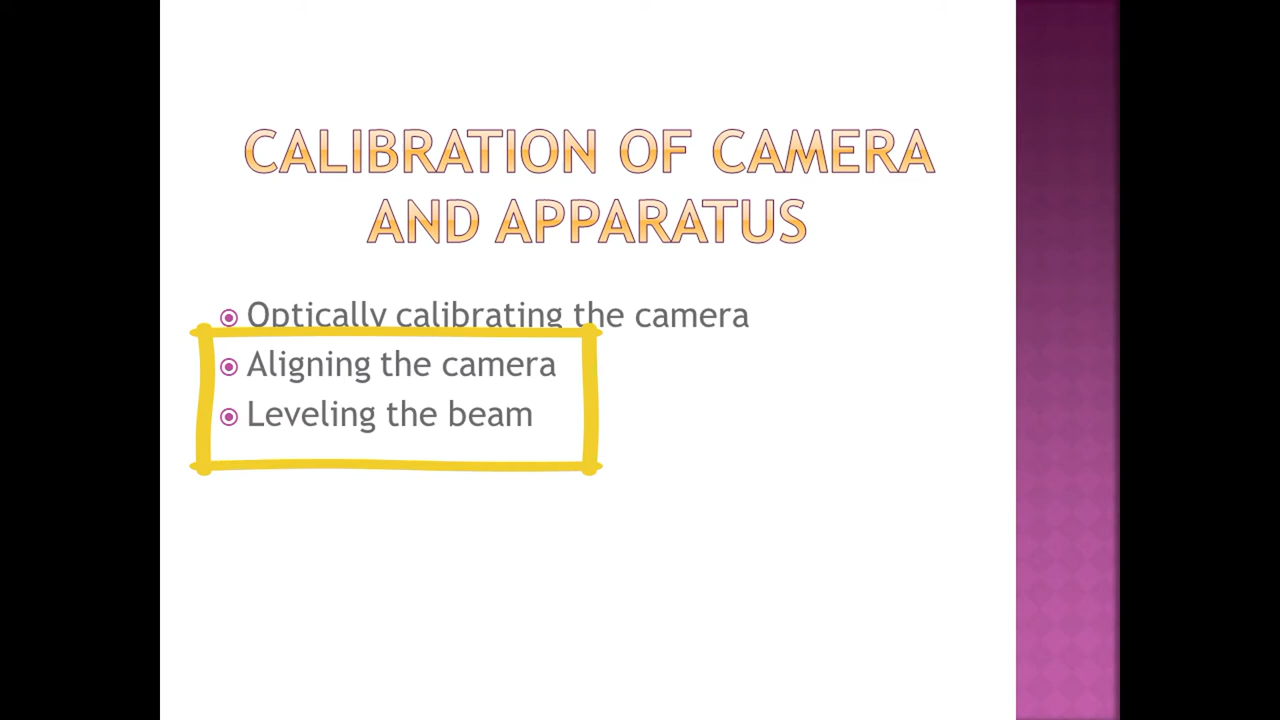 CALIBRATION OF CAMERA
AND APPARATUS
Optically calibrating the camera
Aligning the camera
Leveling the beam